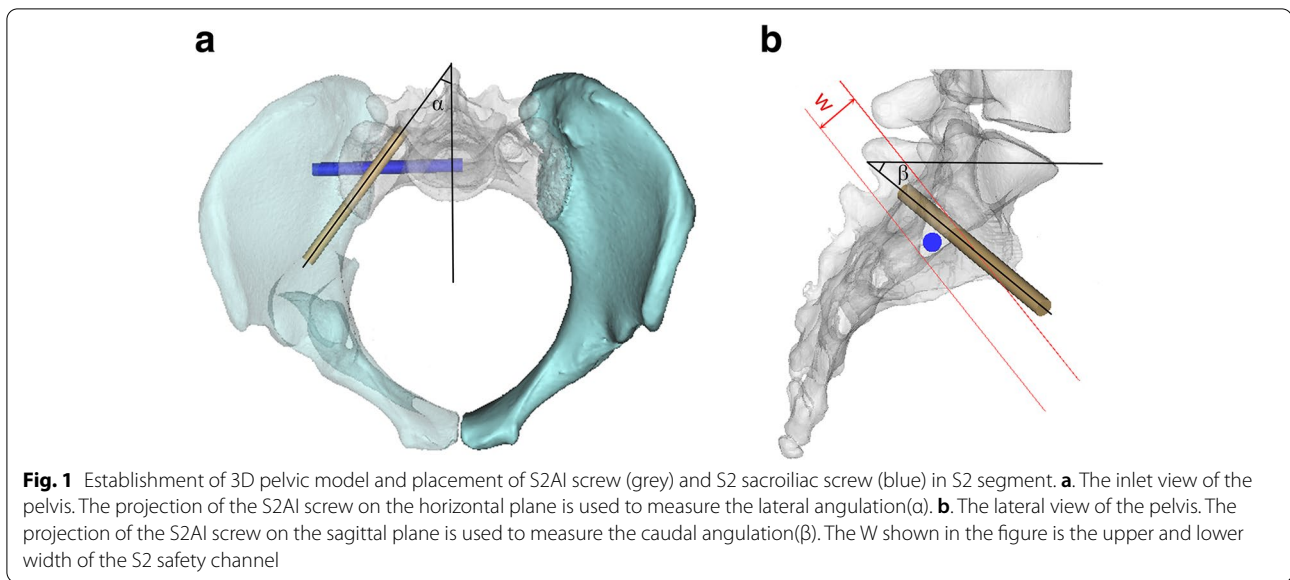 a
b
α
W
β
Fig. 1 Establishment of 3D pelvic model and placement of S2AI screw (grey) and S2 sacroiliac screw (blue) in S2 segment. a. The inlet view of the
pelvis. The projection of the S2AI screw on the horizontal plane is used to measure the lateral angulation(α). b. The lateral view of the pelvis. The
projection of the S2AI screw on the sagittal plane is used to measure the caudal angulation(β). The W shown in the figure is the upper and lower
width of the S2 safety channel